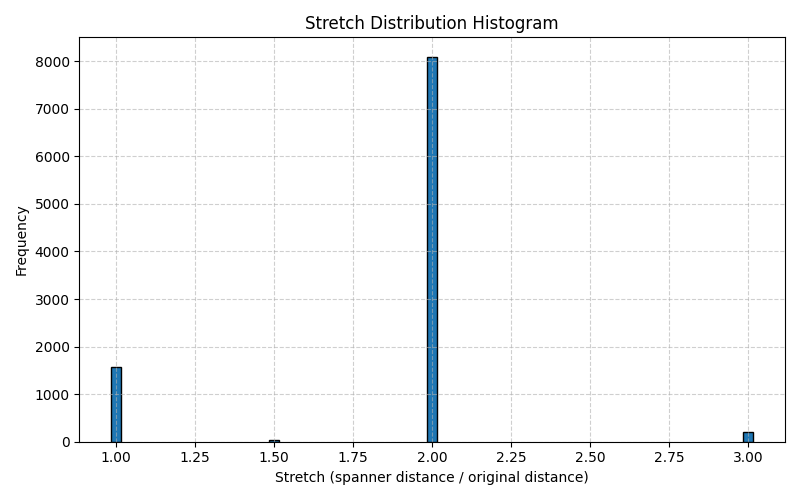 Stretch Distribution Histogram
Frequency
8000
7000
6000
5000
4000
3000
2000
1000
0
1.00 1.25 1.50 1.75 2.00 2.25 2.50 2.75 3.00
Stretch (spanner distance / original distance)